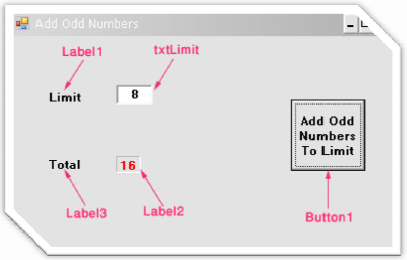 Add Odd Numbers
Label1
txtLimit
Limit
8
Add Odd
Numbers
To Limit
Total
16
Label3
Label2
Button1